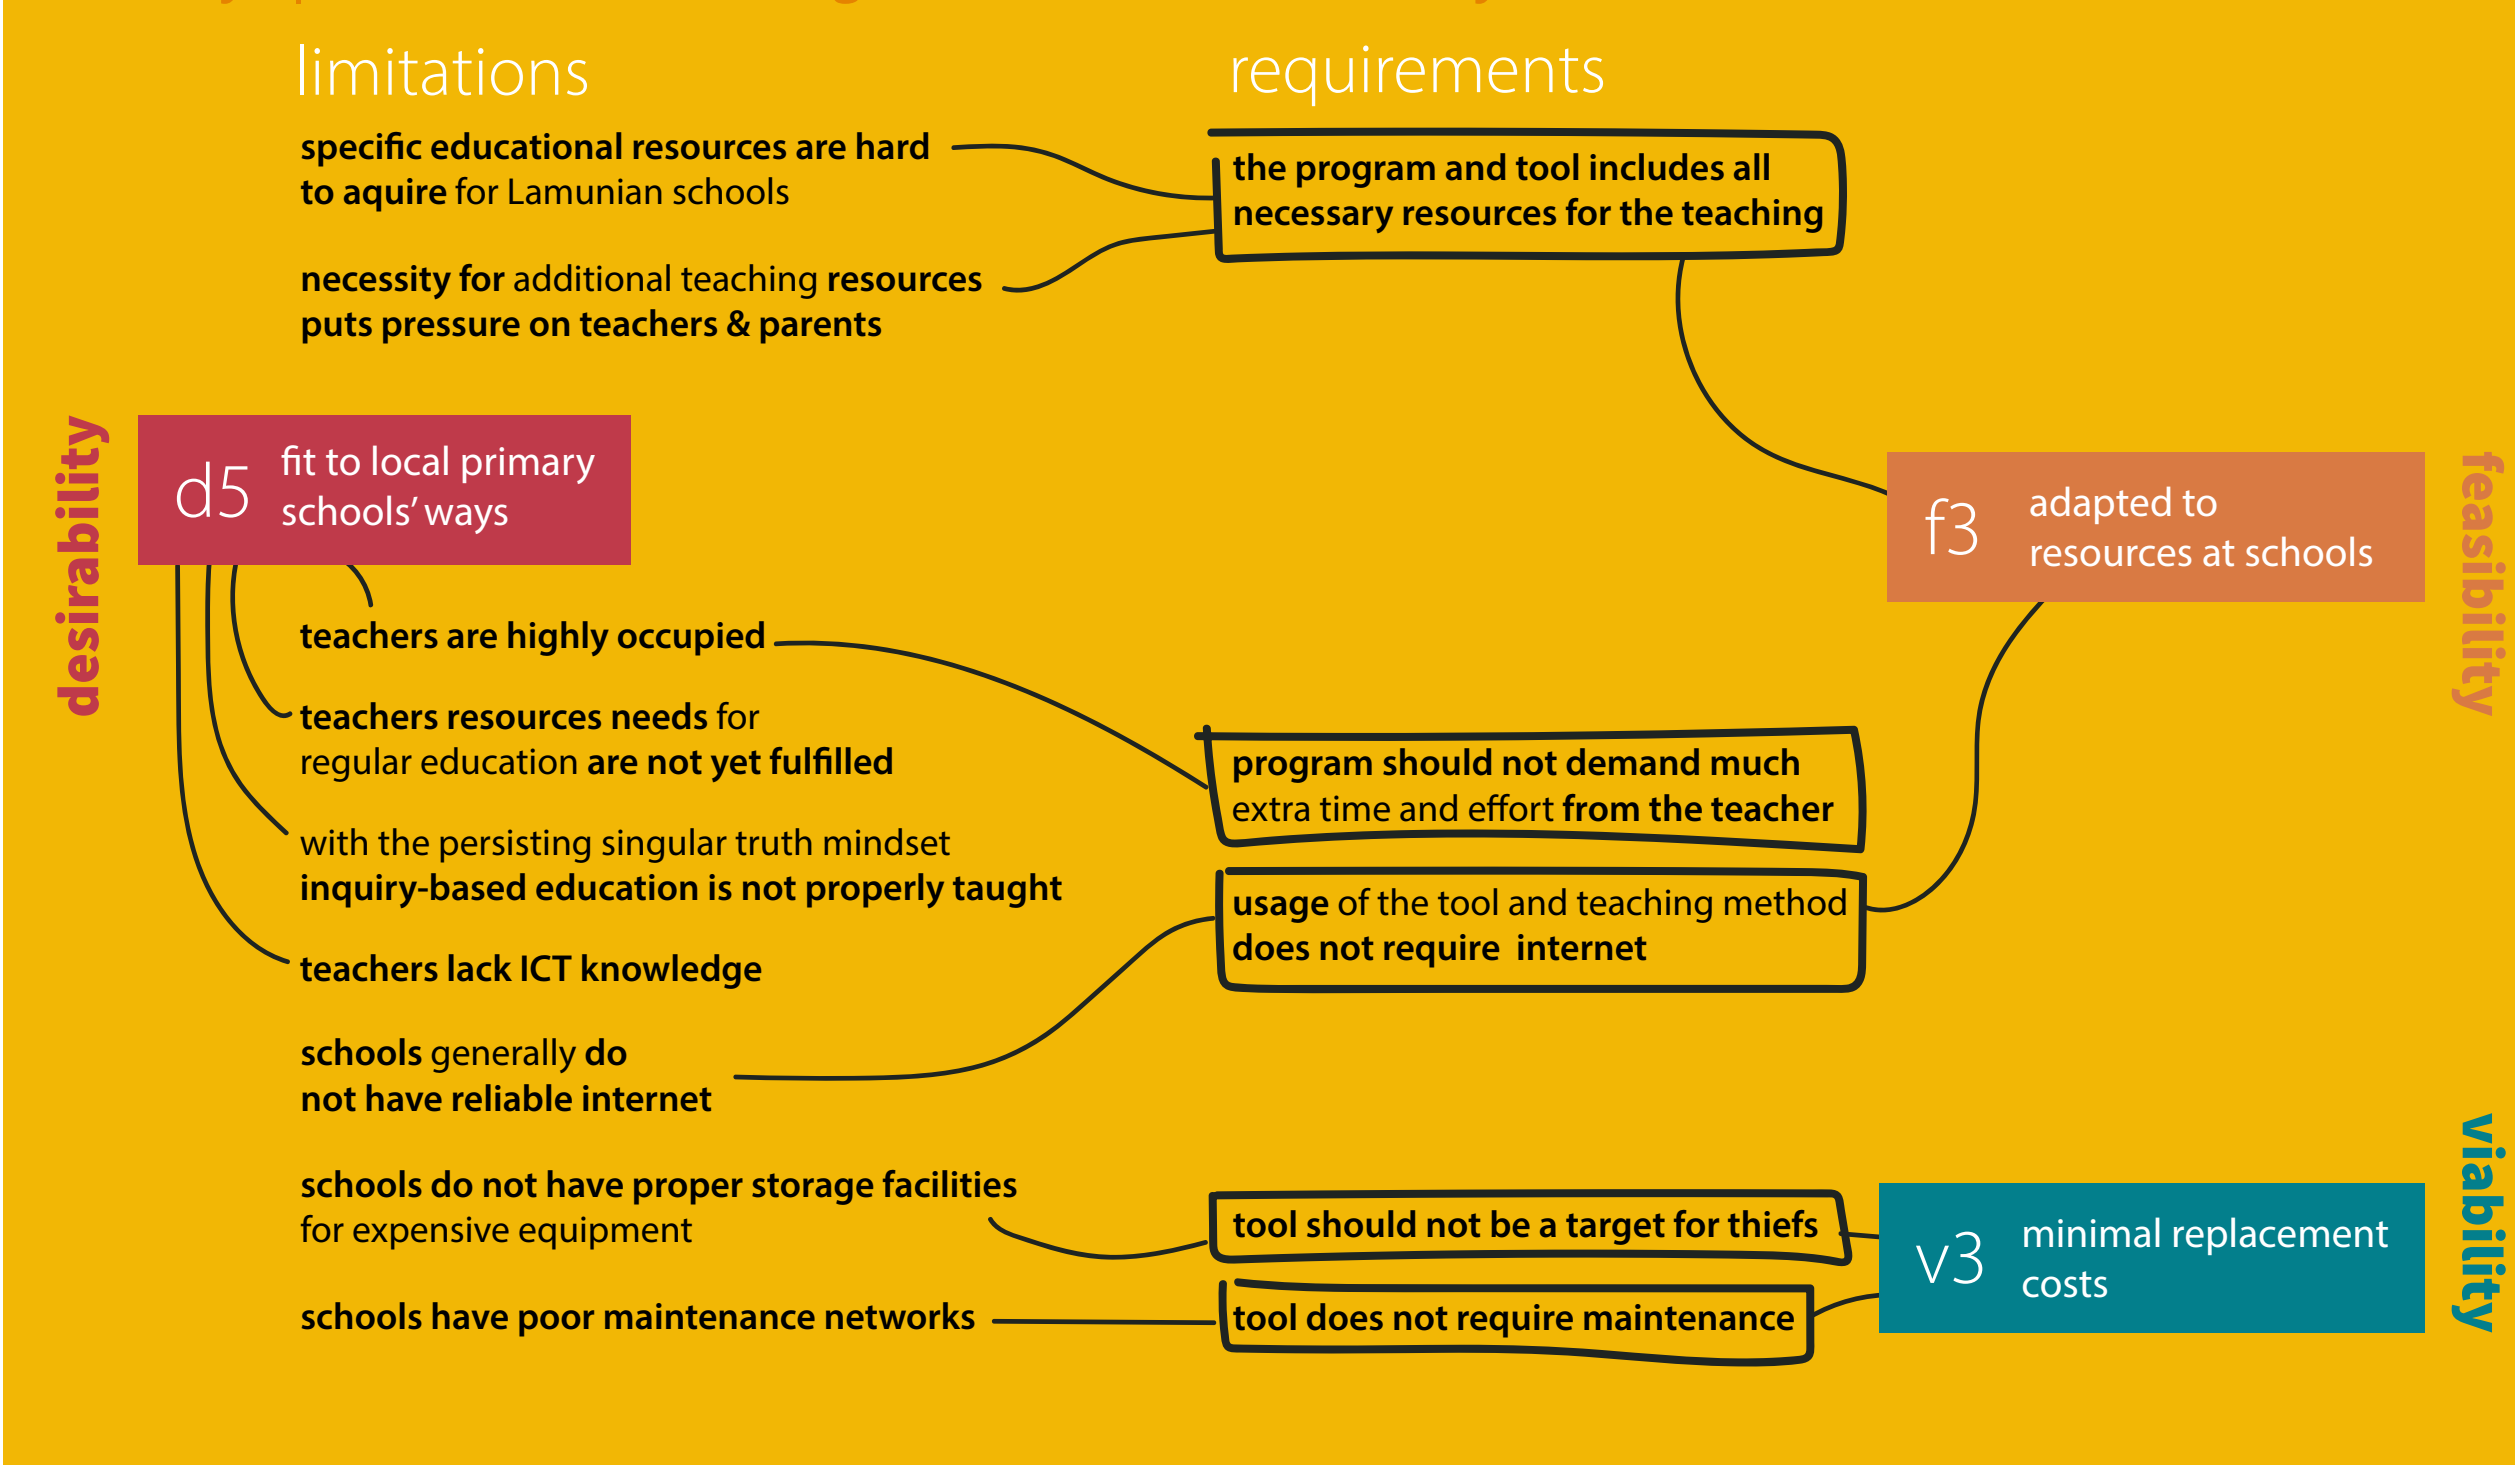 limitations
requirements
specific educational resources are hard
to aquire for Lamunian schools
the program and tool includes all
necessary resources for the teaching
necessity for additional teaching resources
puts pressure on teachers & parents
desirability
d5
fit to local primary
schools' ways
f3
adapted to
resources at schools
feasibility
teachers are highly occupied
teachers resources needs for
regular education are not yet fulfilled
program should not demand much
extra time and effort from the teacher
with the persisting singular truth mindset
inquiry-based education is not properly taught
usage of the tool and teaching method
does not require internet
teachers lack ICT knowledge
schools generally do
not have reliable internet
schools do not have proper storage facilities
for expensive equipment
tool should not be a target for thiefs
v3
minimal replacement
costs
viability
schools have poor maintenance networks
tool does not require maintenance